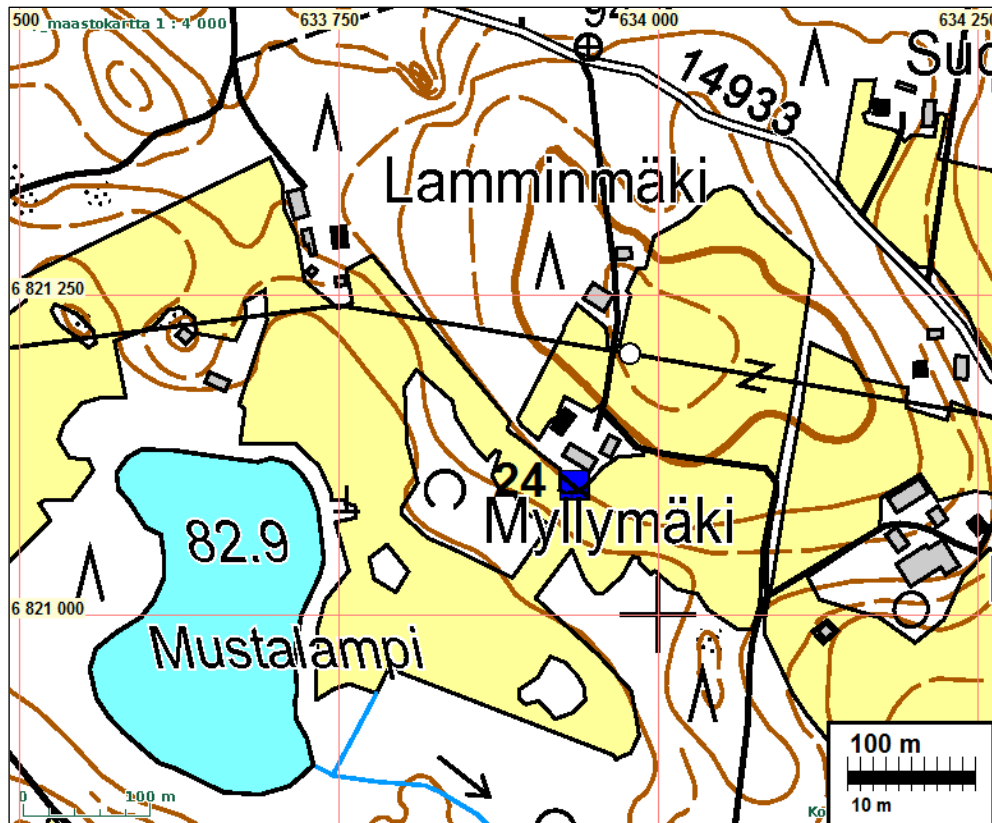 500
maastokartta 1 : 4 000
633 750
634 000
634 250
14933
Lamminmäki
6 821 250
24
Myllymäki
82.9
6 821 000
Mustalampi
100 m
10 m
0 100 m